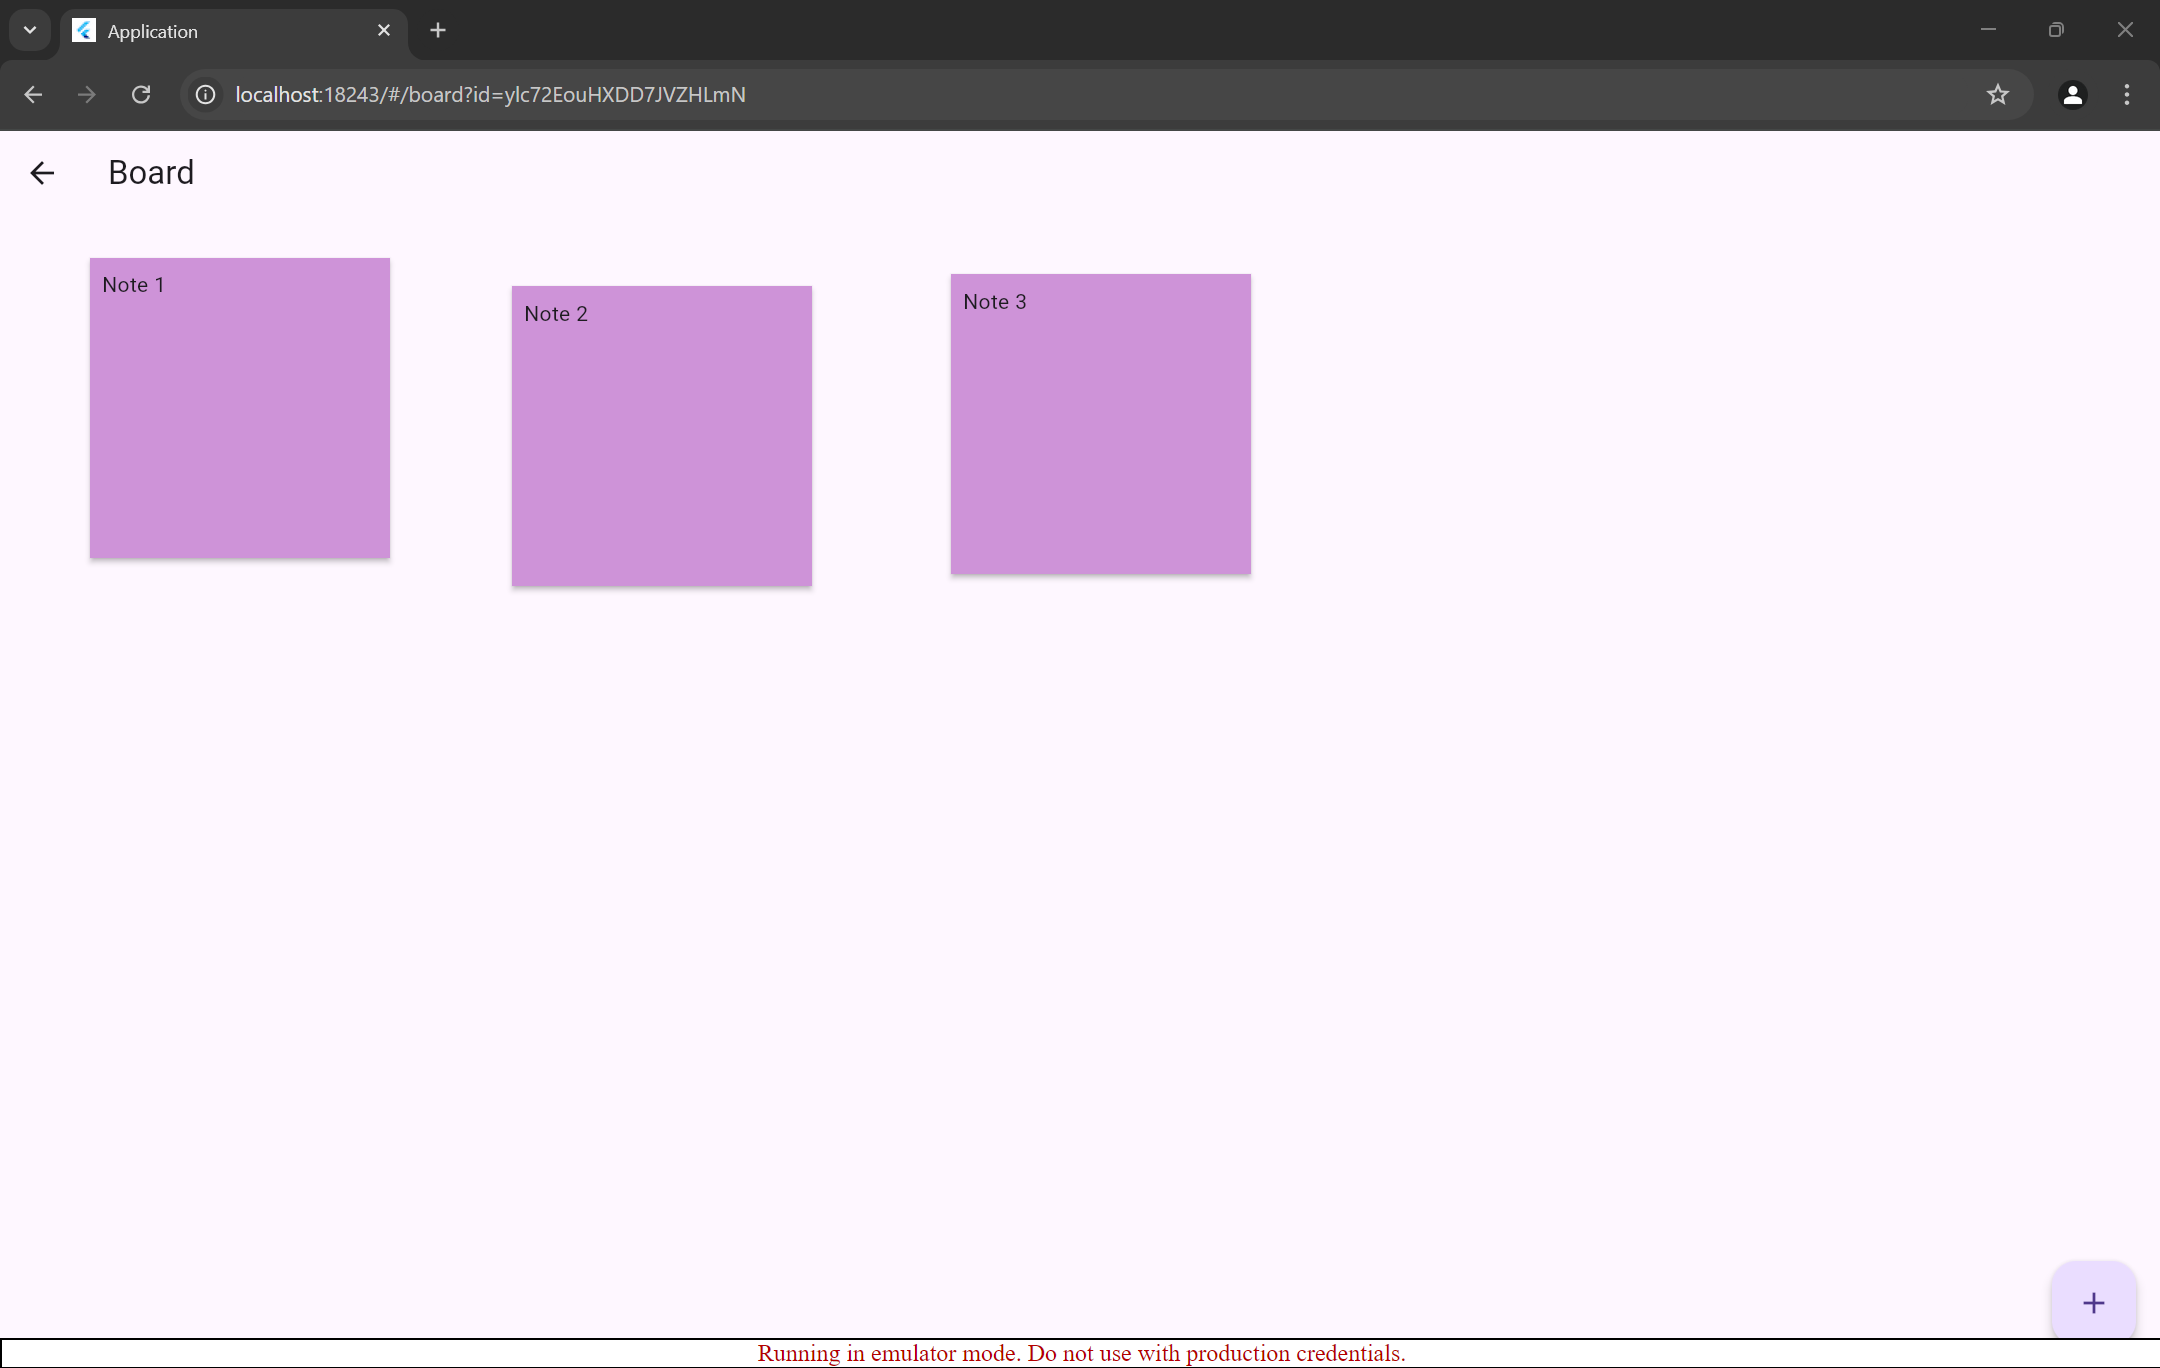 Application
localhost:18243/#/board?id=ylc72EouHXDD7JVZHLmN
Board
Note 1
Note 2
Note 3
Running in emulator mode. Do not use with production credentials.